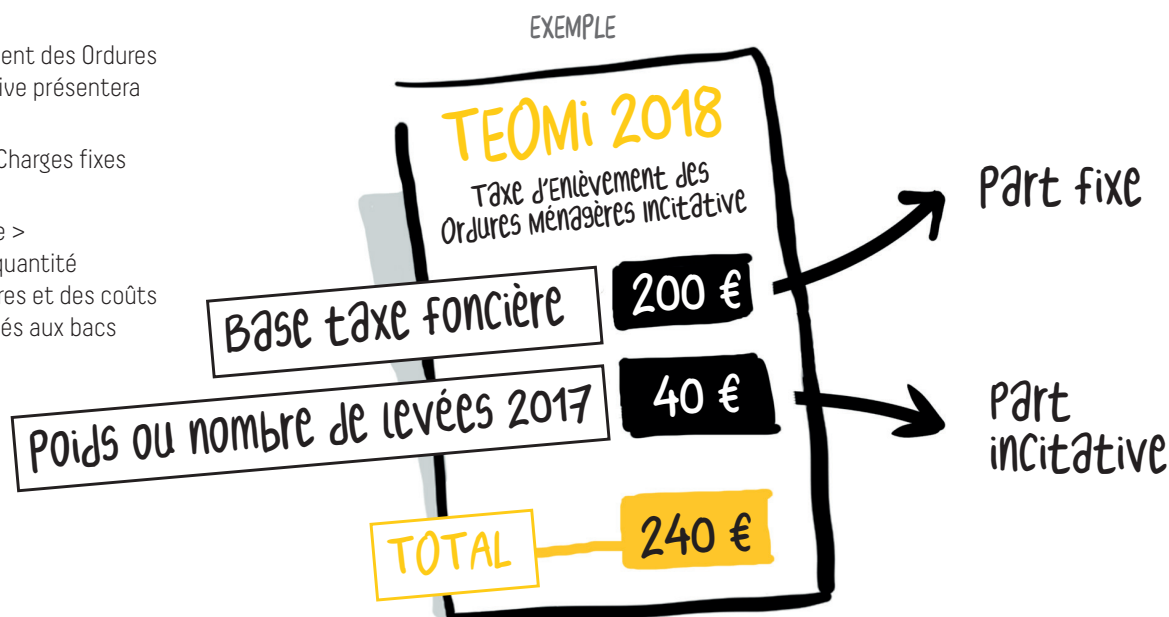 ent des Ordures
ive présentera
Charges fixes
e >
quantité
res et des coûts
és aux bacs
EXEMPLE
TEOMi 2018
Taxe d'Enlèvement des
Ordures Ménagères Incitative
Base taxe foncière
200 €
Part fixe
Poids ou nombre de levées 2017
40 €
Part
incitative
TOTAL
240 €